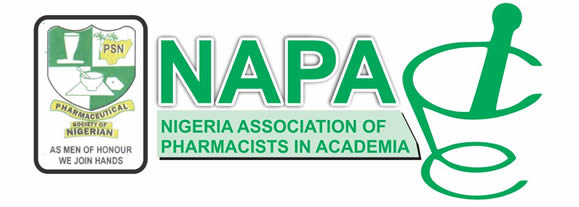 PSN
PHARMACEUTICAL
SOCIETY OF
NIGERIAN
AS MEN OF HONOUR
WE JOIN HANDS
NAPA
NIGERIA ASSOCIATION OF
PHARMACISTS IN ACADEMIA